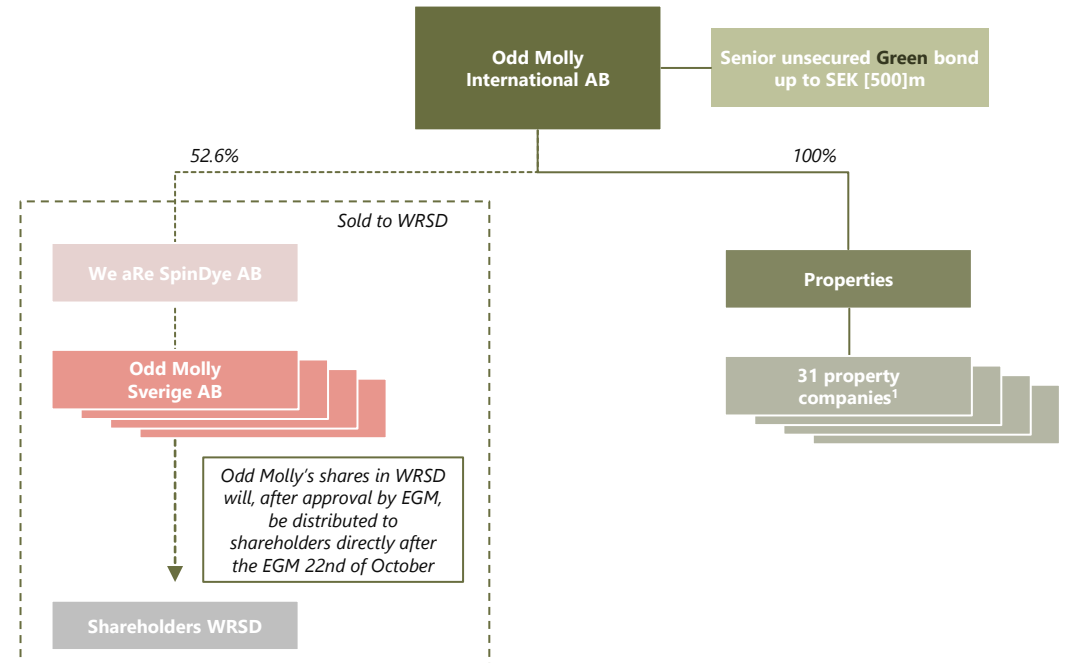 Odd Molly
International AB
Senior unsecured Green bond
up to SEK [500]m
52.6%
100%
Sold to WRSD
We aRe SpinDye AB
Properties
Odd Molly
Sverige AB
31 property
companies¹
Odd Molly's shares in WRSD
will, after approval by EGM,
be distributed to
shareholders directly after
the EGM 22nd of October
Shareholders WRSD